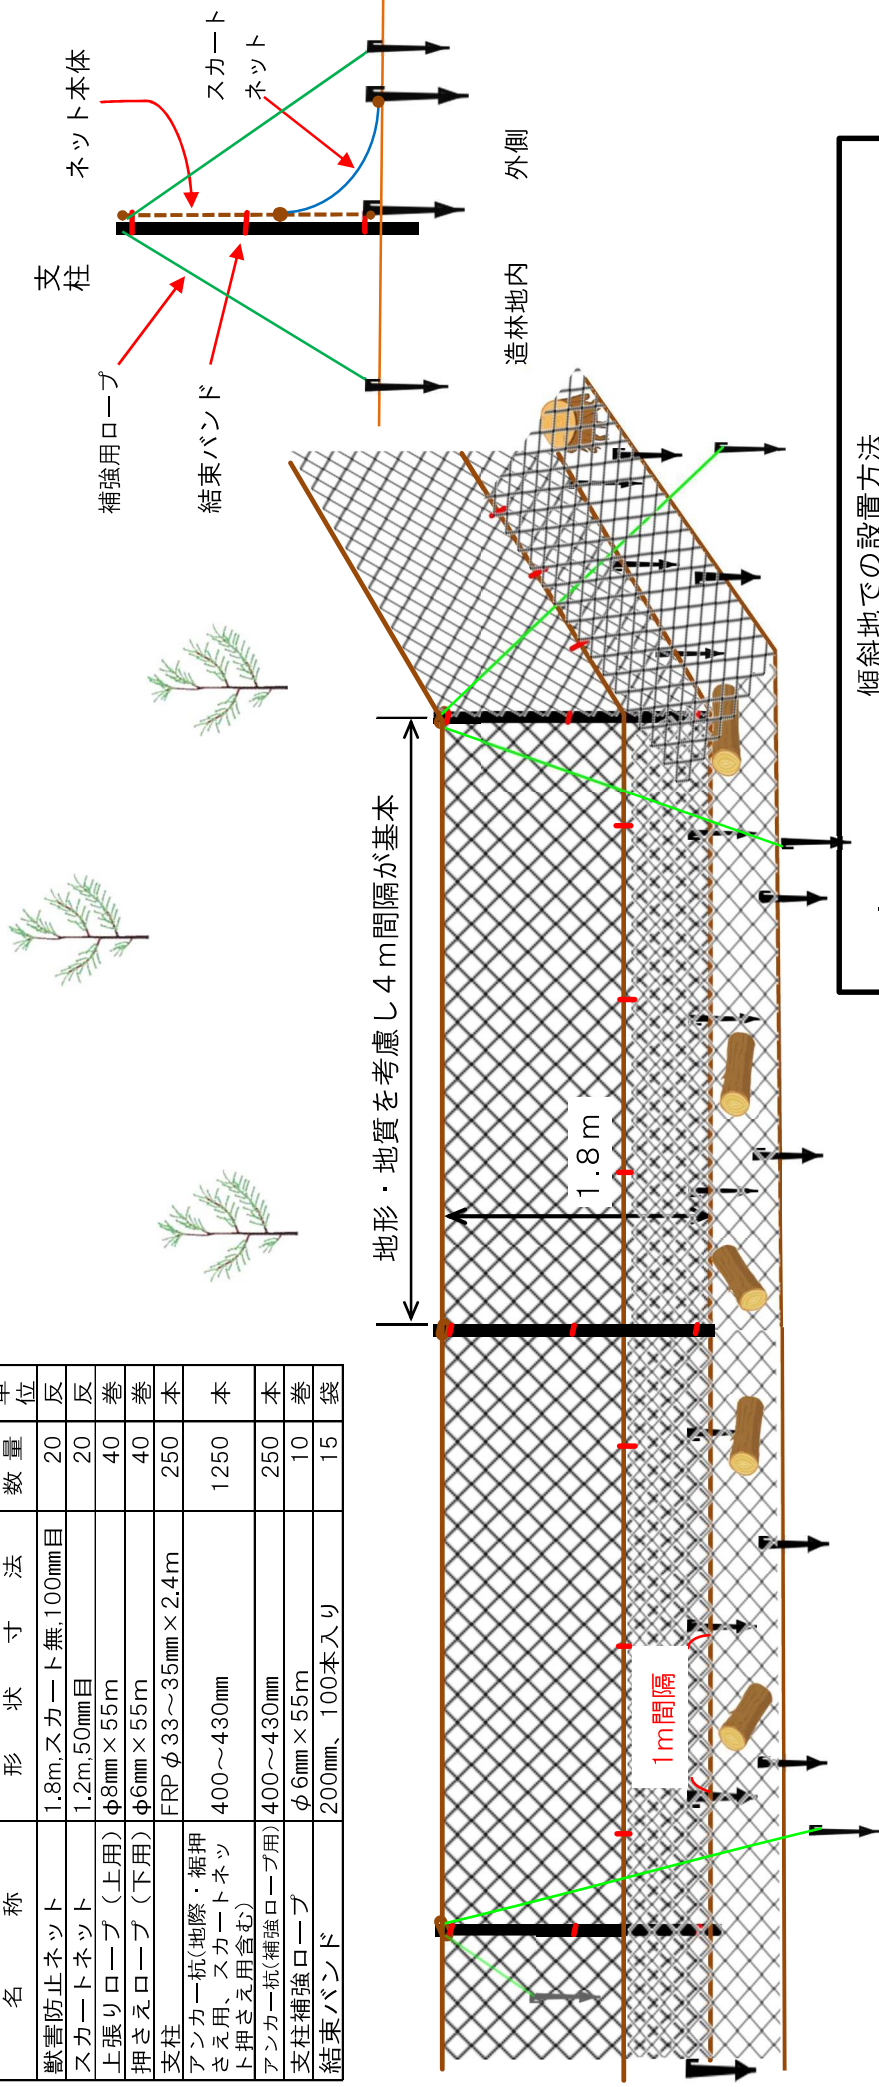 名 称 形 状 寸 法 数 量 単位
獣害防止ネット 1.8m,スカート無,100mm目 20 反
スカートネット 1.2m,50mm目 20 反
上張りロープ（上用） φ8mm×55m 40 巻
押さえロープ（下用） φ6mm×55m 40 巻
支柱 FRPφ33～35mm×2.4m 250 本
アンカー杭(地際・裾押
さえ用、スカートネッ
ト押さえ用含む) 400～430mm 1250 本
アンカー杭(補強ロープ用) 400～430mm 250 本
支柱補強ロープ φ6mm×55m 10 巻
結束バンド 200mm、100本入り 15 袋
支柱
ネット本体
スカート
ネット
補強用ロープ
結束バンド
造林地内
外側
地形・地質を考慮し４ｍ間隔が基本
1.8ｍ
1m間隔
傾斜地での設置方法